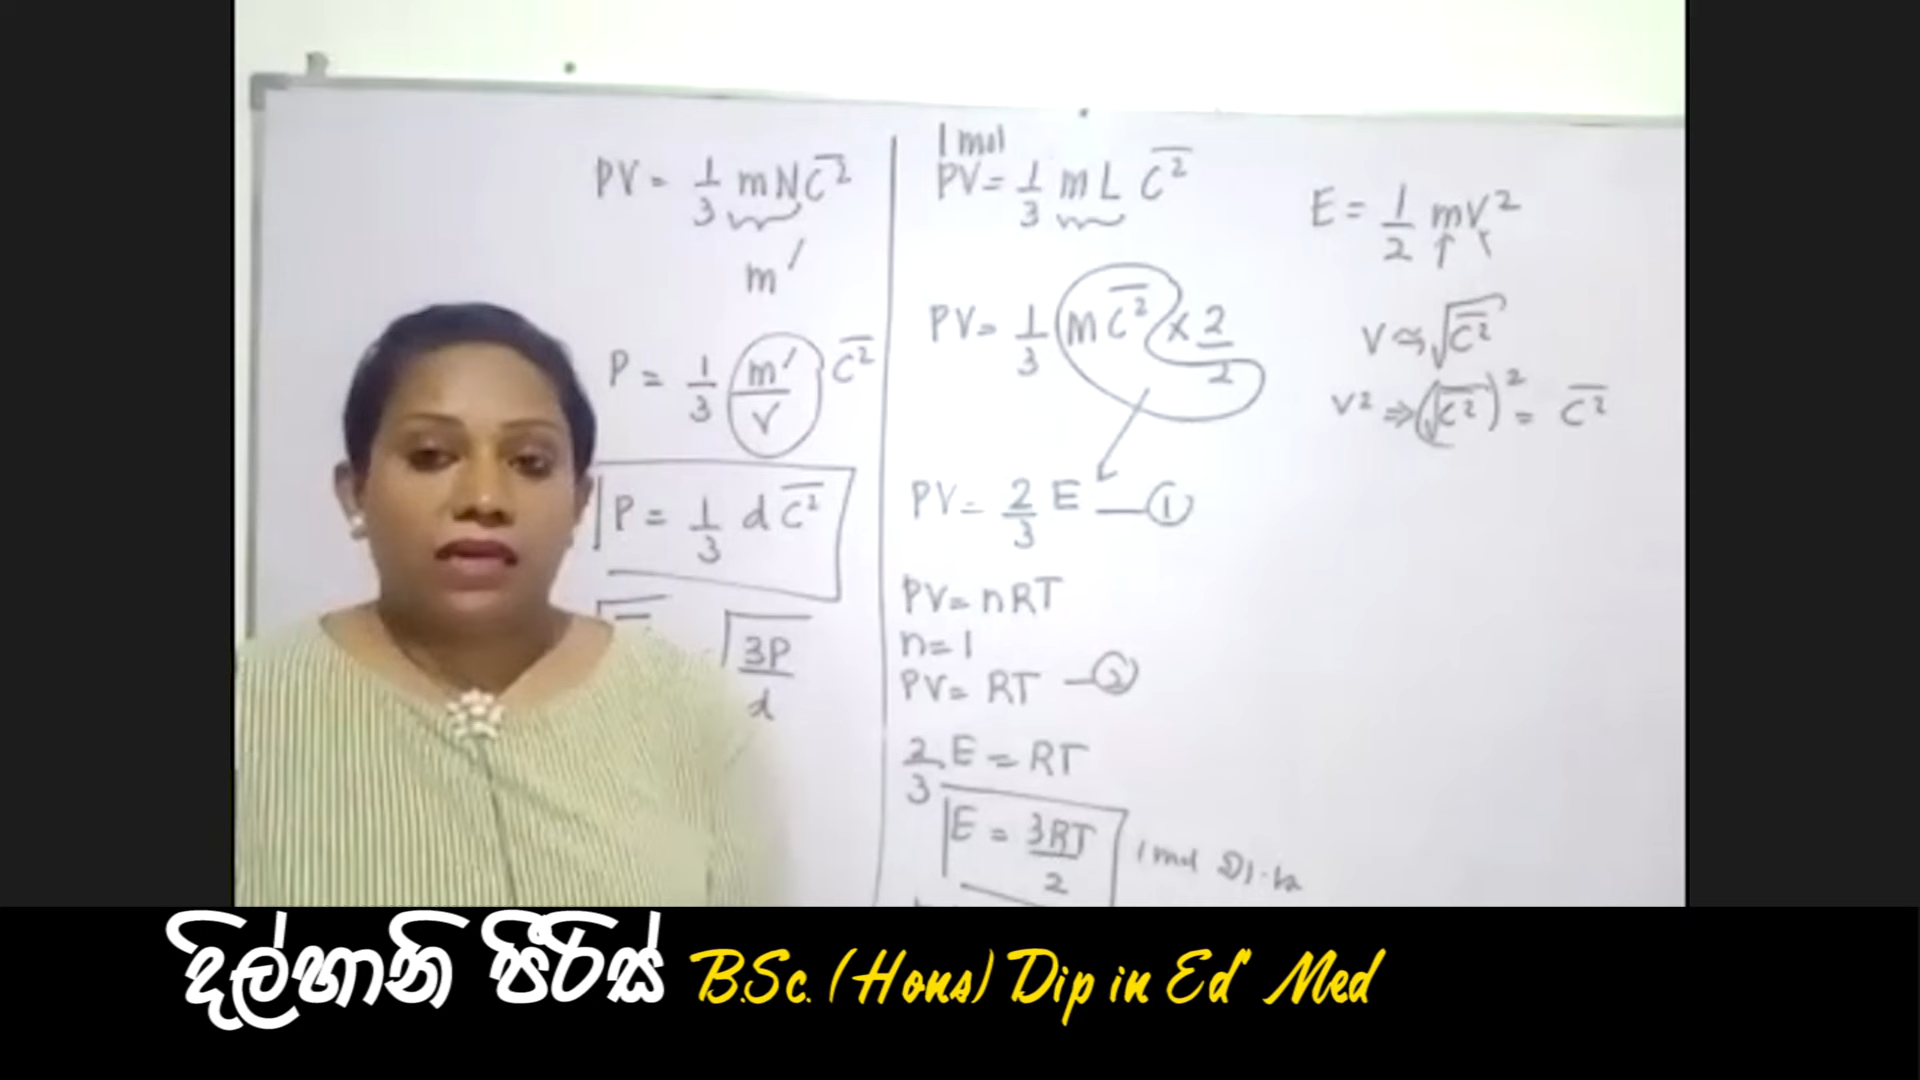 PV = 1/3 mNC̅²
m′
P = 1/3 m′/V C̅²
P = 1/3 d C̅²
√3P/d
1 mol
PV = 1/3 mL C̅²
PV = 1/3 m C̅² × 2/2
PV = 2/3 E — ①
PV = nRT
n = 1
PV = RT — ②
2/3 E = RT
E = 3RT/2 1 mol
E = 1/2 mV²
V ≈ √C̅²
V² ⇒ (√C̅²)² = C̅²
දිල්හානි පීරිස් B.Sc. (Hons) Dip in Ed Med